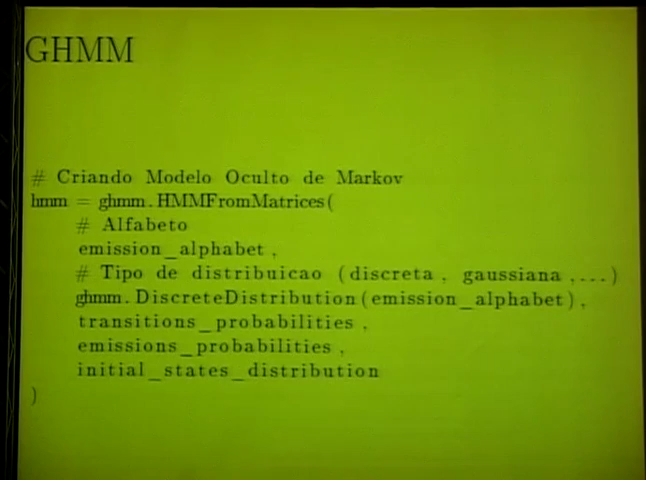 GHMM
# Criando Modelo Oculto de Markov
hmm = ghmm.HMMFromMatrices(
# Alfabeto
emission_alphabet,
# Tipo de distribuicao (discreta, gaussiana,...)
ghmm.DiscreteDistribution(emission_alphabet),
transitions_probabilities,
emissions_probabilities,
initial_states_distribution
)